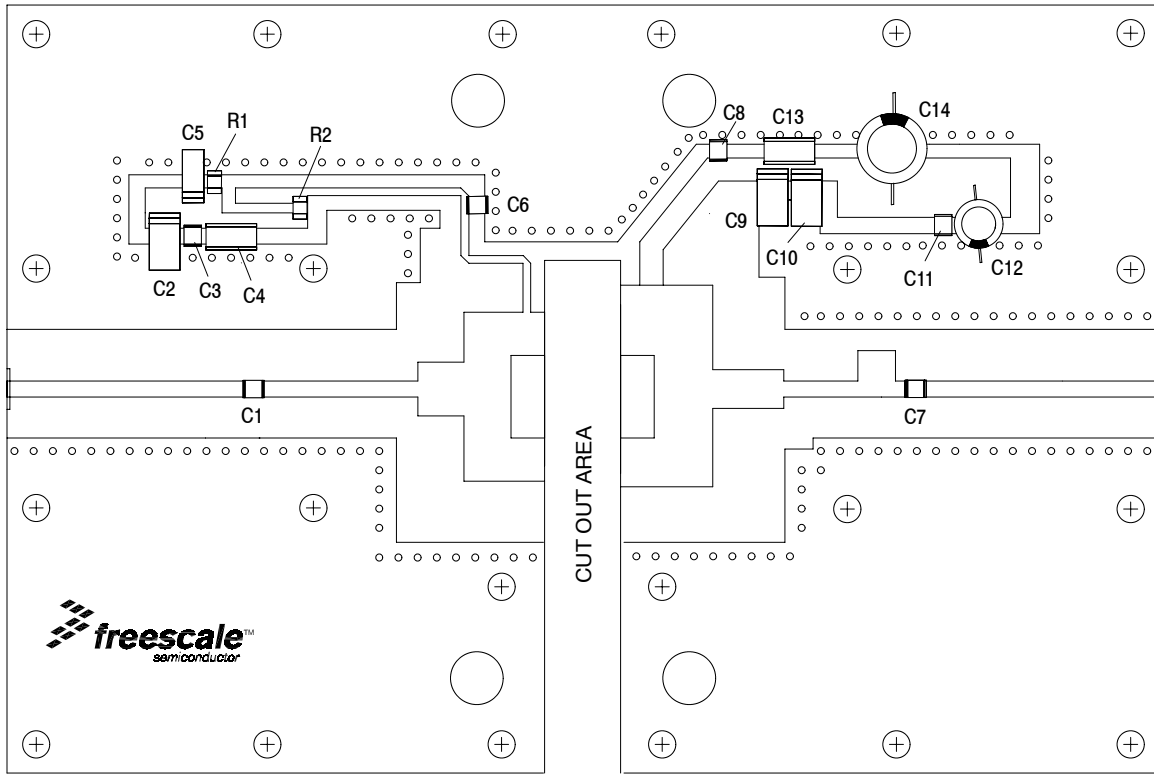 C14
C8
C13
R1
C5
R2
C6
C9
C10
C11
C12
C2
C3
C4
C1
C7
CUT OUT AREA
freescale™
semiconductor